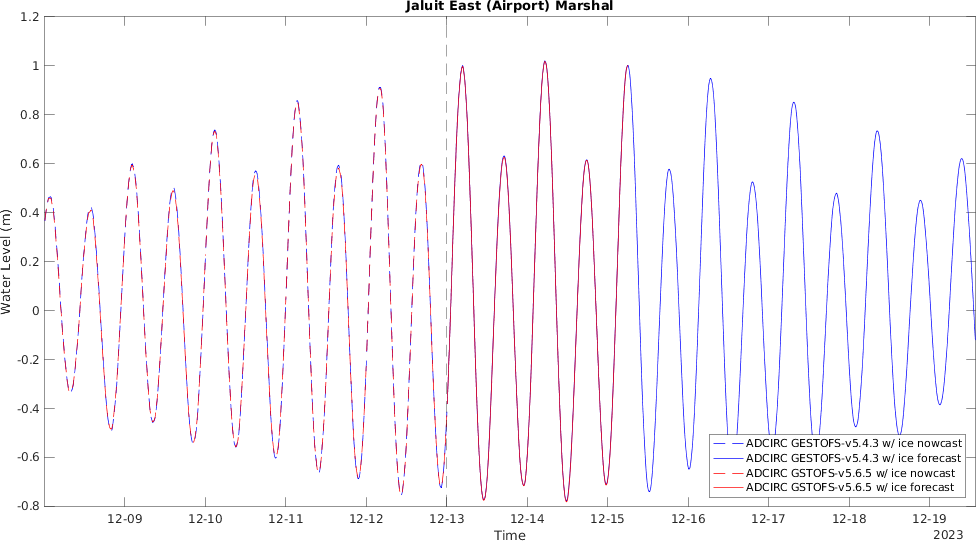 Jaluit East (Airport) Marshal
1.2
1
0.8
0.6
0.4
0.2
0
-0.2
-0.4
-0.6
-0.8
Water Level (m)
ADCIRC GESTOFS-v5.4.3 w/ ice nowcast
ADCIRC GESTOFS-v5.4.3 w/ ice forecast
ADCIRC GSTOFS-v5.6.5 w/ ice nowcast
ADCIRC GSTOFS-v5.6.5 w/ ice forecast
12-09 12-10 12-11 12-12 12-13 12-14 12-15 12-16 12-17 12-18 12-19
Time
2023